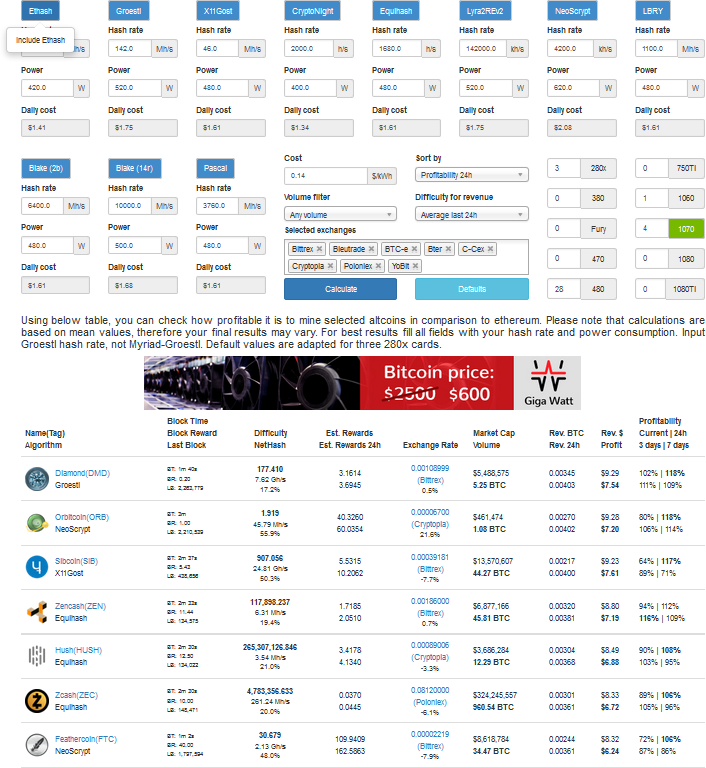 Ethash Groestl X11Gost CryptoNight Equihash Lyra2REv2 NeoScrypt LBRY
Hash rate Hash rate Hash rate Hash rate Hash rate Hash rate Hash rate
Include Ethash
h/s 142.0 Mh/s 46.0 Mh/s 2000.0 h/s 1680.0 h/s 142000.0 kh/s 4200.0 kh/s 1100.0 Mh/s
Power Power Power Power Power Power Power Power
420.0 W 520.0 W 480.0 W 400.0 W 480.0 W 520.0 W 620.0 W 480.0 W
Daily cost Daily cost Daily cost Daily cost Daily cost Daily cost Daily cost Daily cost
$1.41 $1.75 $1.61 $1.34 $1.61 $1.75 $2.08 $1.61
Blake (2b) Blake (14r) Pascal
Hash rate Hash rate Hash rate
6400.0 Mh/s 10000.0 Mh/s 3760.0 Mh/s
Power Power Power
480.0 W 500.0 W 480.0 W
Daily cost Daily cost Daily cost
$1.61 $1.68 $1.61
Cost Sort by
0.14 $/kWh Profitability 24h
Volume filter Difficulty for revenue
Any volume Average last 24h
Selected exchanges
Bittrex × Bleutrade × BTC-e × Bter × C-Cex ×
Cryptopia × Poloniex × YoBit ×
Calculate Defaults
3 280x 0 750Ti
0 380 1 1060
0 Fury 4 1070
0 470 0 1080
28 480 0 1080Ti
Using below table, you can check how profitable it is to mine selected altcoins in comparison to ethereum. Please note that calculations are
based on mean values, therefore your final results may vary. For best results fill all fields with your hash rate and power consumption. Input
Groestl hash rate, not Myriad-Groestl. Default values are adapted for three 280x cards.
Bitcoin price:
$2500 $600
Giga Watt
Block Time Profitability
Name(Tag) Block Reward Difficulty Est. Rewards Market Cap Rev. BTC Rev. $ Current | 24h
Algorithm Last Block NetHash Est. Rewards 24h Exchange Rate Volume Rev. 24h Profit 3 days | 7 days
Diamond(DMD) BT: 1m 40s 177.410 3.1614 0.00108999 $5,488,575 0.00345 $9.29 102% | 118%
Groestl BR: 0.20 7.62 Gh/s 3.6945 (Bittrex) 5.25 BTC 0.00403 $7.54 111% | 109%
LB: 2,263,779 17.2% 0.5%
Orbitcoin(ORB) BT: 3m 1.919 40.3260 0.00006700 $461,474 0.00270 $9.28 80% | 118%
NeoScrypt BR: 1.00 45.79 Mh/s 60.0354 (Cryptopia) 1.08 BTC 0.00402 $7.20 106% | 114%
LB: 2,210,539 55.9% 21.6%
Sibcoin(SIB) BT: 2m 37s 907.056 5.5315 0.00039181 $13,570,607 0.00217 $9.23 64% | 117%
X11Gost BR: 5.43 24.81 Gh/s 10.2062 (Bittrex) 44.27 BTC 0.00400 $7.61 89% | 71%
LB: 438,656 50.3% -7.7%
Zencash(ZEN) BT: 2m 33s 117,898.237 1.7185 0.00186000 $6,877,166 0.00320 $8.80 94% | 112%
Equihash BR: 11.44 6.31 Mh/s 2.0510 (Bittrex) 45.81 BTC 0.00381 $7.19 116% | 109%
LB: 134,575 19.4% 0.7%
Hush(HUSH) BT: 2m 30s 265,307,126.846 3.4178 0.00089006 $3,686,284 0.00304 $8.49 90% | 108%
Equihash BR: 12.50 3.54 Mh/s 4.1340 (Cryptopia) 12.29 BTC 0.00368 $6.88 103% | 95%
LB: 134,022 21.0% -3.3%
Zcash(ZEC) BT: 2m 30s 4,783,356.633 0.0370 0.08120000 $324,245,557 0.00301 $8.33 89% | 106%
Equihash BR: 10.00 261.24 Mh/s 0.0445 (Poloniex) 960.54 BTC 0.00361 $6.72 105% | 96%
LB: 148,471 20.0% -6.1%
Feathercoin(FTC) BT: 1m 2s 30.679 109.9409 0.00002219 $8,618,784 0.00244 $8.32 72% | 106%
NeoScrypt BR: 40.00 2.13 Gh/s 162.5863 (Bittrex) 34.47 BTC 0.00361 $6.24 87% | 86%
LB: 1,797,594 48.0% -7.9%